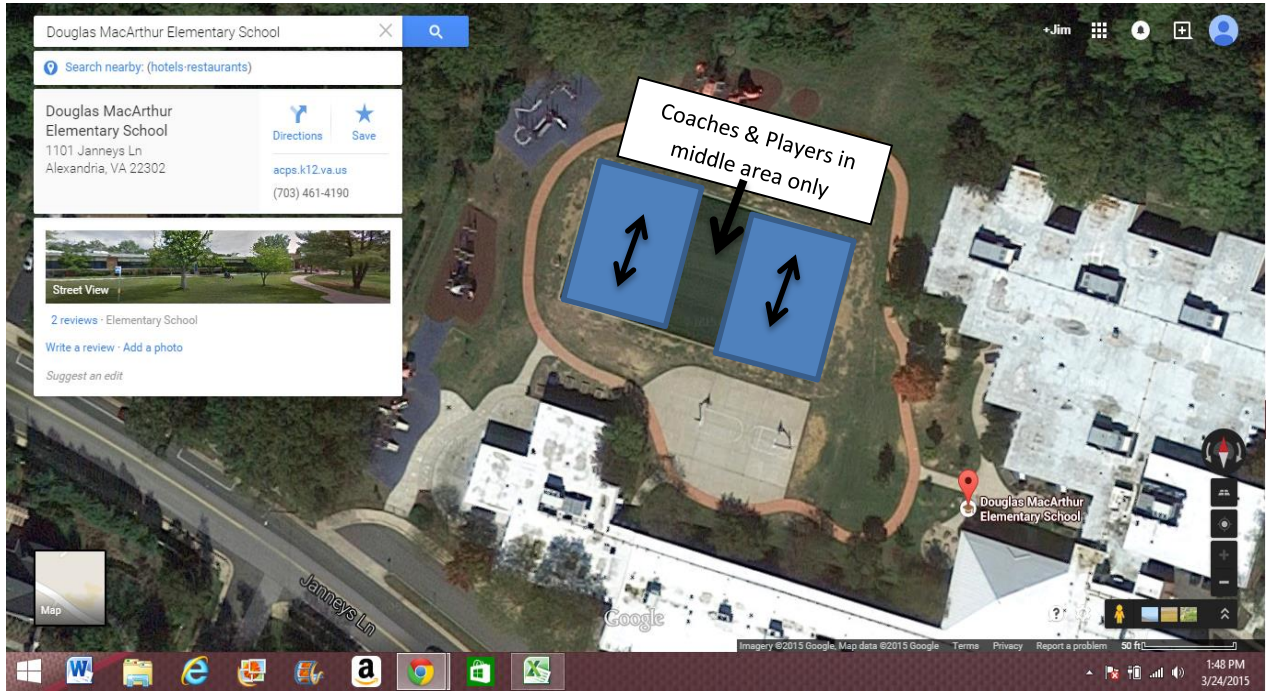 Douglas MacArthur Elementary School
+Jim
Search nearby: (hotels·restaurants)
Douglas MacArthur
Elementary School
1101 Janneys Ln
Alexandria, VA 22302
Directions
Save
acps.k12.va.us
(703) 461-4190
Street View
2 reviews · Elementary School
Write a review · Add a photo
Suggest an edit
Coaches & Players in
middle area only
Douglas MacArthur
Elementary School
Map
Janneys Ln
Google
Imagery ©2015 Google, Map data ©2015 Google Terms Privacy Report a problem 50 ft
1:48 PM
3/24/2015